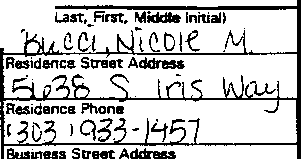 Last, First, Middle Initial)
Bucci, Nicole M.
Residence Street Address
5638 S Iris Way
Residence Phone
(303) 933-1457
Business Street Address